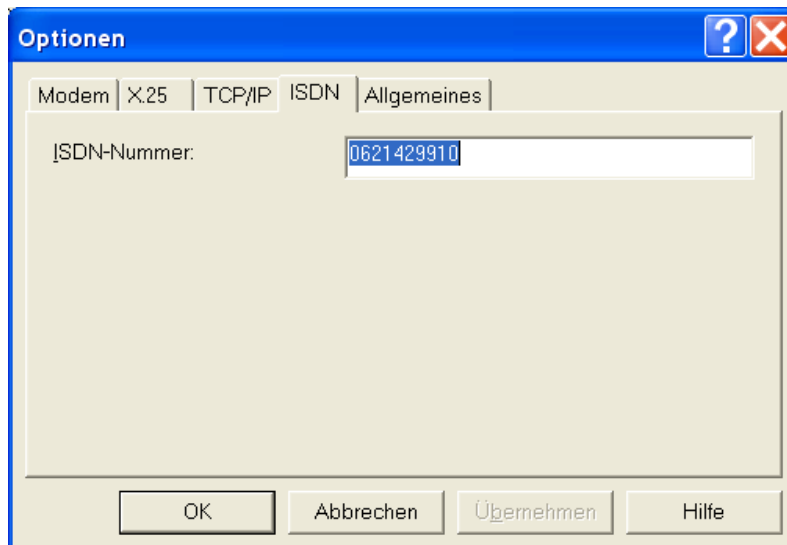 Optionen ? X
Modem X.25 TCP/IP ISDN Allgemeines
ISDN-Nummer: 0621429910
OK Abbrechen Übernehmen Hilfe